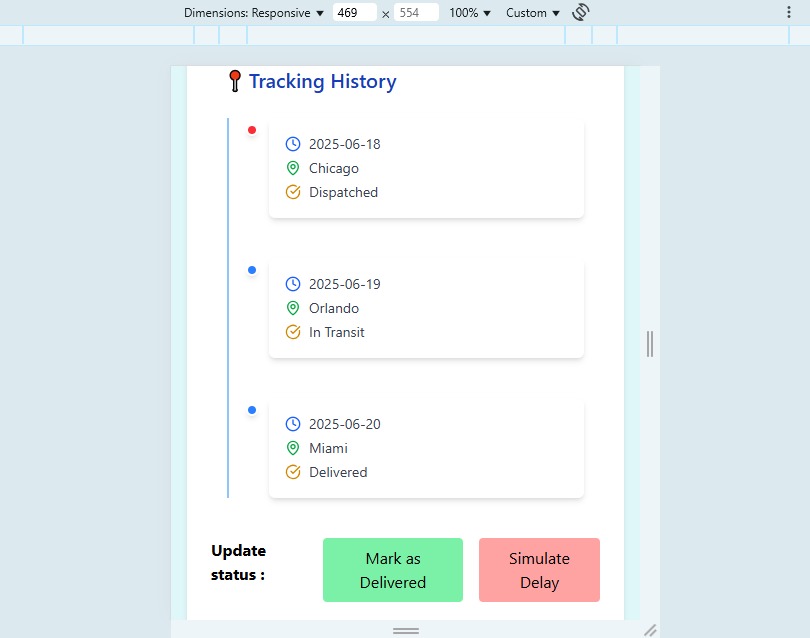 Dimensions: Responsive 469 × 554 100% Custom
Tracking History
2025-06-18
Chicago
Dispatched
2025-06-19
Orlando
In Transit
2025-06-20
Miami
Delivered
Update
status :
Mark as
Delivered
Simulate
Delay